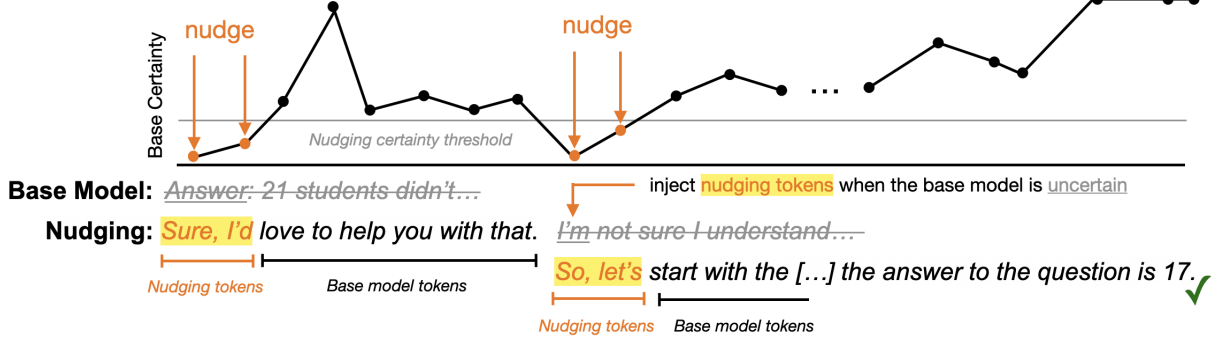 nudge
nudge
Base Certainty
Nudging certainty threshold
...
Base Model: Answer: 21 students didn't...
inject nudging tokens when the base model is uncertain
Nudging: Sure, I'd love to help you with that. I'm not sure I understand...
Nudging tokens
Base model tokens
So, let's start with the [...] the answer to the question is 17.
Nudging tokens
Base model tokens